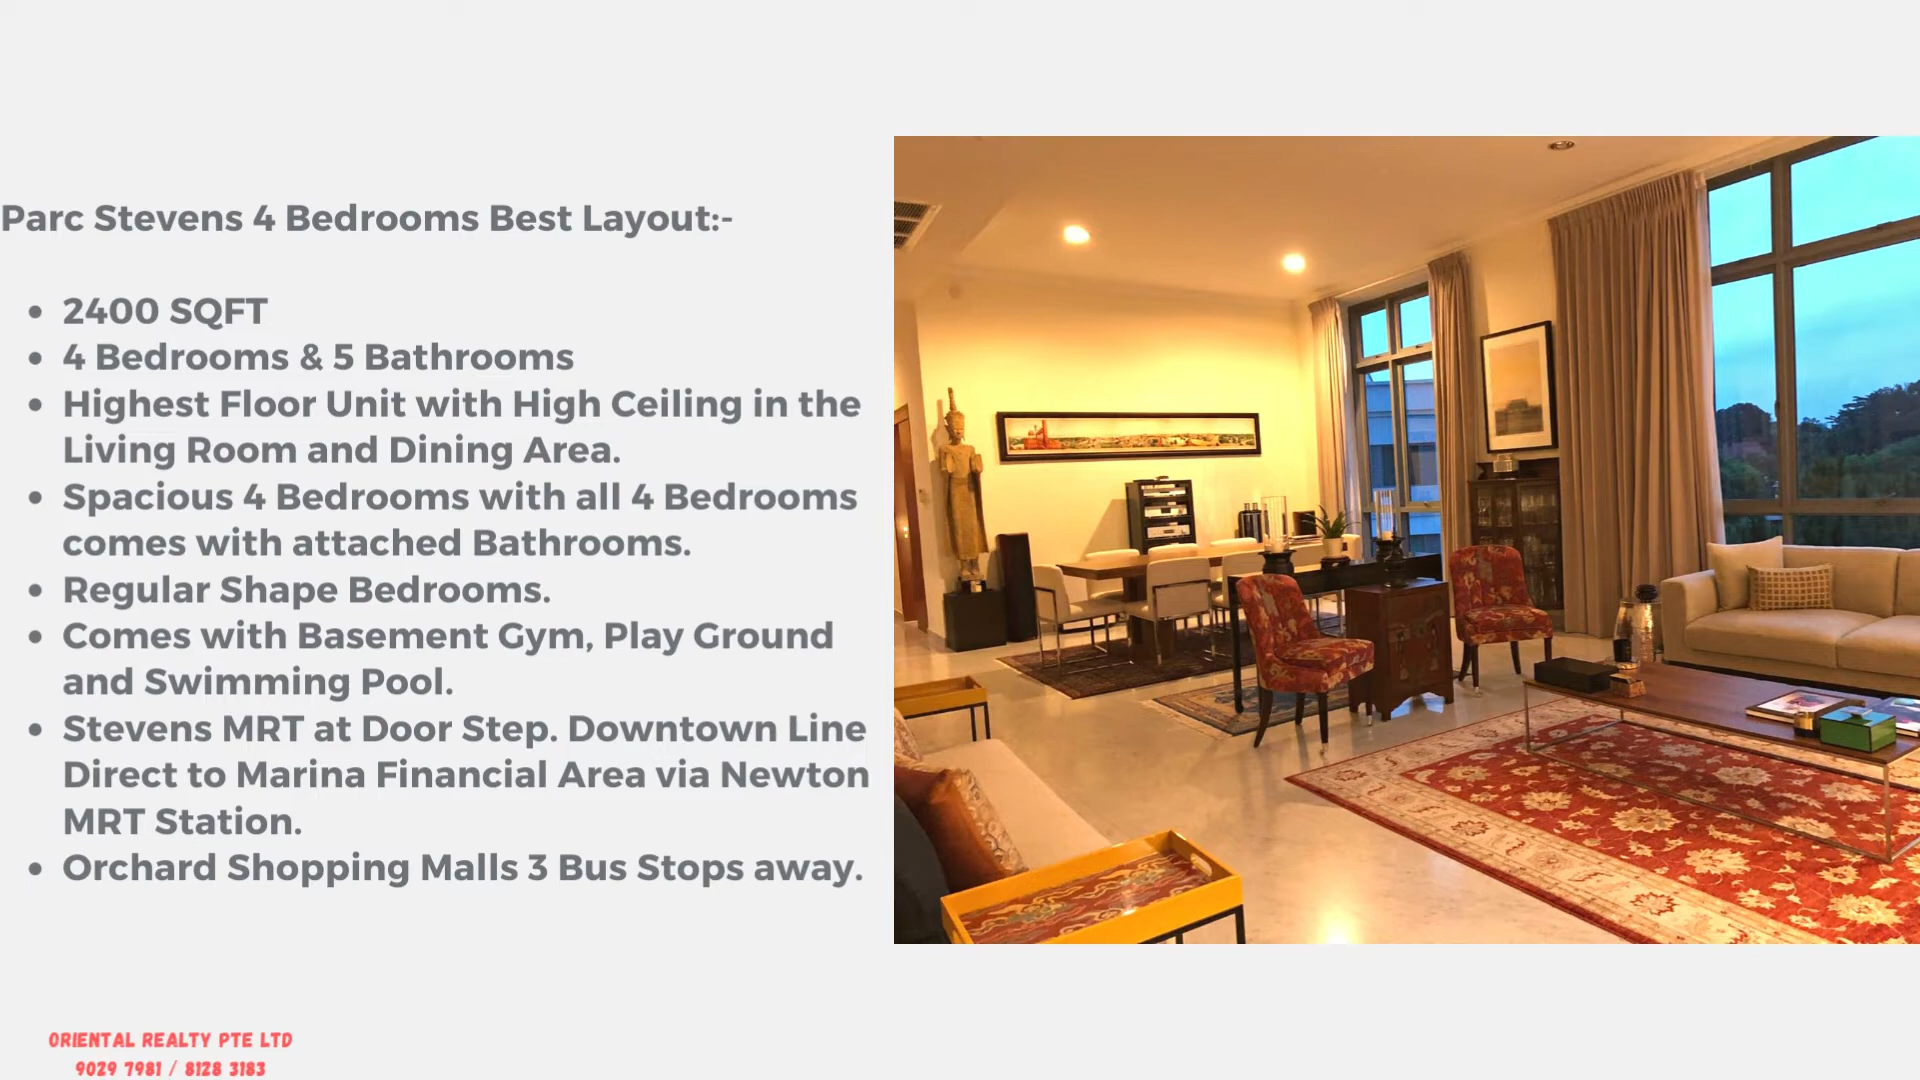 Parc Stevens 4 Bedrooms Best Layout:-
• 2400 SQFT
• 4 Bedrooms & 5 Bathrooms
• Highest Floor Unit with High Ceiling in the
Living Room and Dining Area.
• Spacious 4 Bedrooms with all 4 Bedrooms
comes with attached Bathrooms.
• Regular Shape Bedrooms.
• Comes with Basement Gym, Play Ground
and Swimming Pool.
• Stevens MRT at Door Step. Downtown Line
Direct to Marina Financial Area via Newton
MRT Station.
• Orchard Shopping Malls 3 Bus Stops away.
ORIENTAL REALTY PTE LTD
9029 7981 / 8128 3183